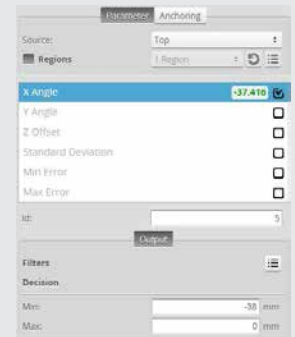 Parameter Anchoring
Source: Top
Regions 1 Region
X Angle -37.416
Y Angle
Z Offset
Standard Deviation
Min Error
Max Error
Id: 5
Output
Filters
Decision
Min: -38 mm
Max: 0 mm